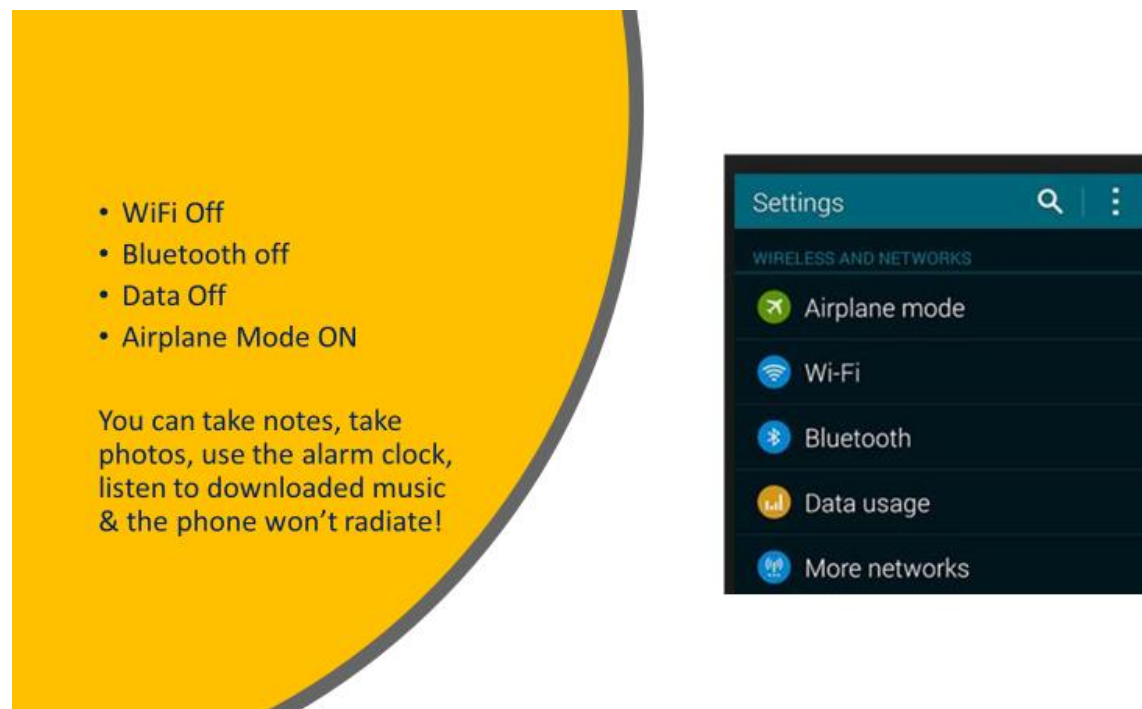 • WiFi Off
• Bluetooth off
• Data Off
• Airplane Mode ON
You can take notes, take
photos, use the alarm clock,
listen to downloaded music
& the phone won’t radiate!
Settings
WIRELESS AND NETWORKS
Airplane mode
Wi-Fi
Bluetooth
Data usage
More networks